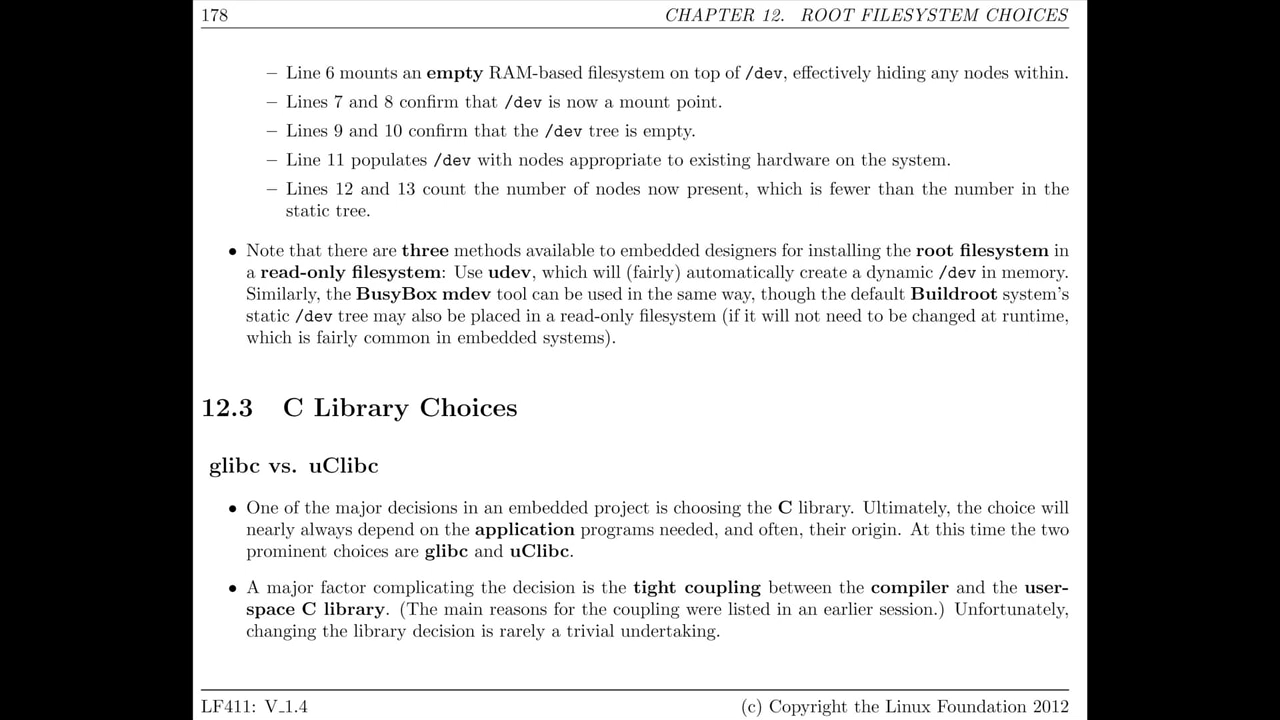 178 CHAPTER 12. ROOT FILESYSTEM CHOICES
– Line 6 mounts an empty RAM-based filesystem on top of /dev, effectively hiding any nodes within.
– Lines 7 and 8 confirm that /dev is now a mount point.
– Lines 9 and 10 confirm that the /dev tree is empty.
– Line 11 populates /dev with nodes appropriate to existing hardware on the system.
– Lines 12 and 13 count the number of nodes now present, which is fewer than the number in the
static tree.
• Note that there are three methods available to embedded designers for installing the root filesystem in
a read-only filesystem: Use udev, which will (fairly) automatically create a dynamic /dev in memory.
Similarly, the BusyBox mdev tool can be used in the same way, though the default Buildroot system's
static /dev tree may also be placed in a read-only filesystem (if it will not need to be changed at runtime,
which is fairly common in embedded systems).
12.3 C Library Choices
glibc vs. uClibc
• One of the major decisions in an embedded project is choosing the C library. Ultimately, the choice will
nearly always depend on the application programs needed, and often, their origin. At this time the two
prominent choices are glibc and uClibc.
• A major factor complicating the decision is the tight coupling between the compiler and the user-
space C library. (The main reasons for the coupling were listed in an earlier session.) Unfortunately,
changing the library decision is rarely a trivial undertaking.
LF411: V_1.4 (c) Copyright the Linux Foundation 2012